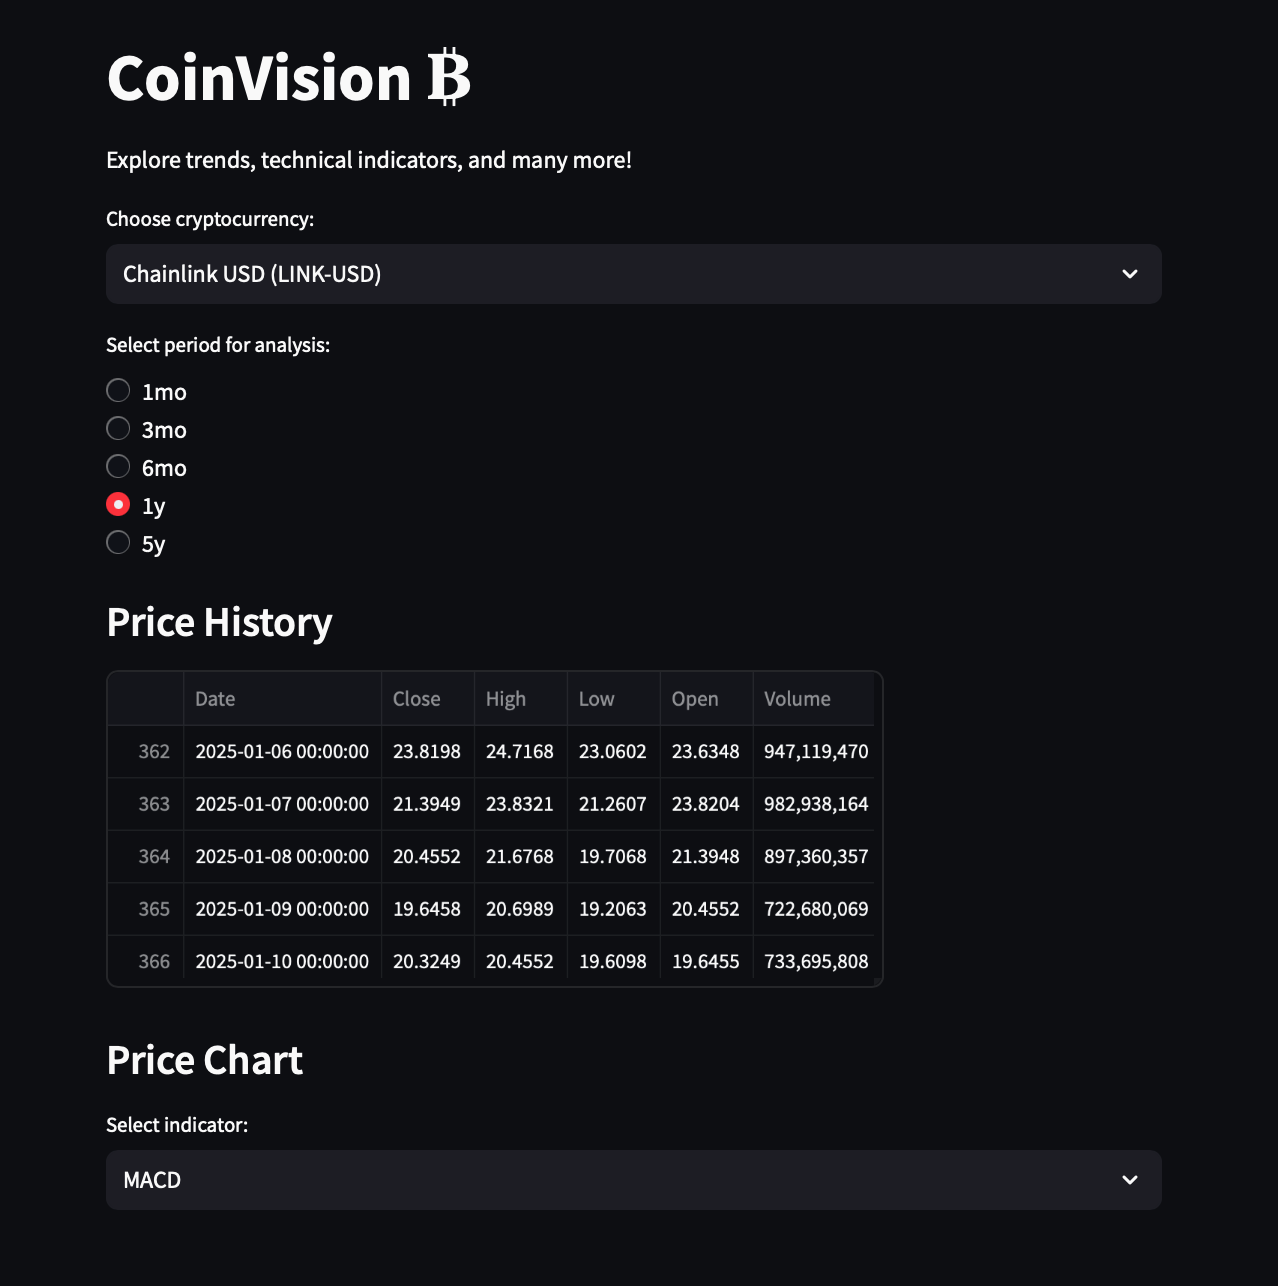 CoinVision ₿
Explore trends, technical indicators, and many more!
Choose cryptocurrency:
Chainlink USD (LINK-USD)
Select period for analysis:
1mo
3mo
6mo
1y
5y
Price History
Date Close High Low Open Volume
362 2025-01-06 00:00:00 23.8198 24.7168 23.0602 23.6348 947,119,470
363 2025-01-07 00:00:00 21.3949 23.8321 21.2607 23.8204 982,938,164
364 2025-01-08 00:00:00 20.4552 21.6768 19.7068 21.3948 897,360,357
365 2025-01-09 00:00:00 19.6458 20.6989 19.2063 20.4552 722,680,069
366 2025-01-10 00:00:00 20.3249 20.4552 19.6098 19.6455 733,695,808
Price Chart
Select indicator:
MACD